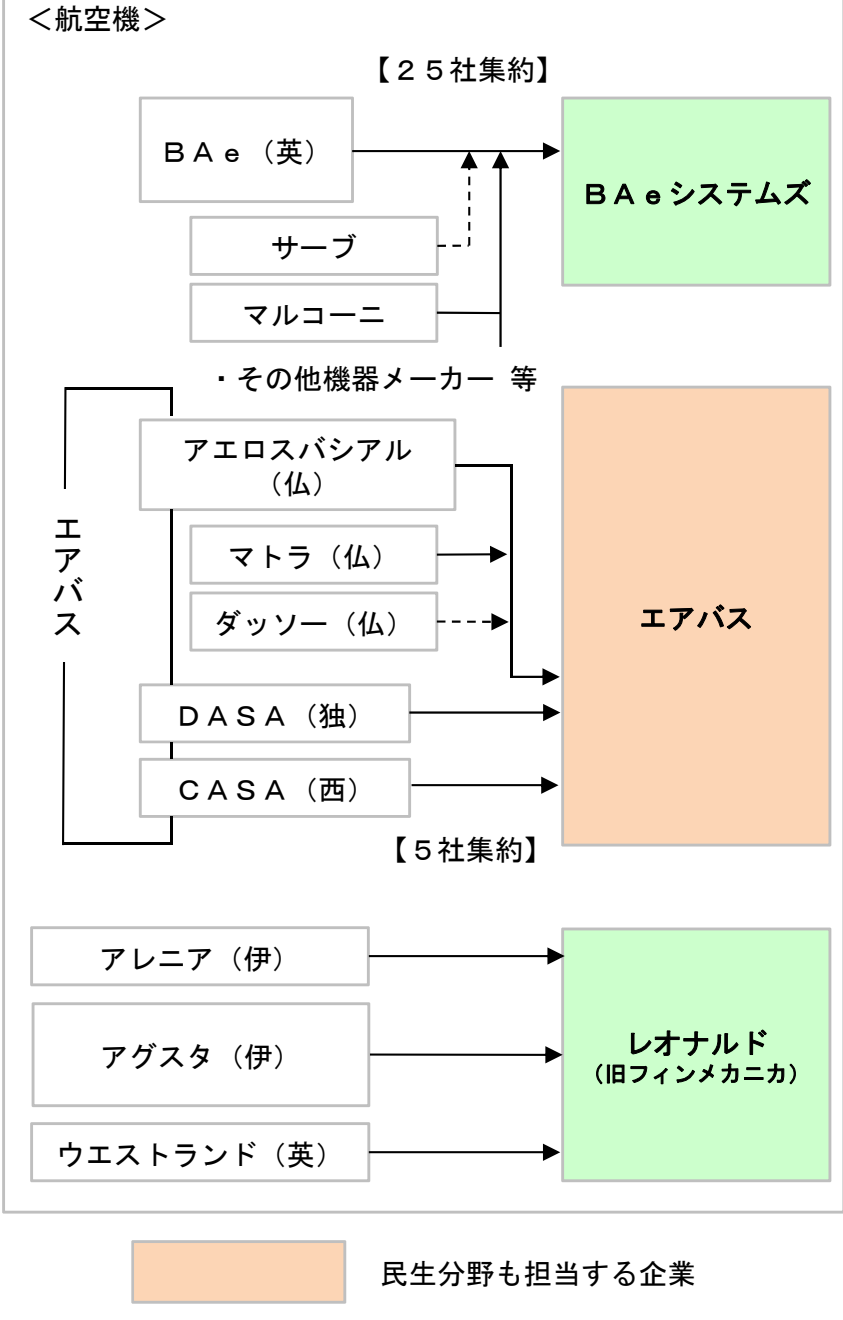 ＜航空機＞
【２５社集約】
ＢＡｅ（英）
ＢＡｅシステムズ
サーブ
マルコーニ
・その他機器メーカー 等
アエロスバシアル
（仏）
エアバス
マトラ（仏）
ダッソー（仏）
エアバス
ＤＡＳＡ（独）
ＣＡＳＡ（西）
【５社集約】
アレニア（伊）
アグスタ（伊）
レオナルド
（旧フィンメカニカ）
ウエストランド（英）
民生分野も担当する企業